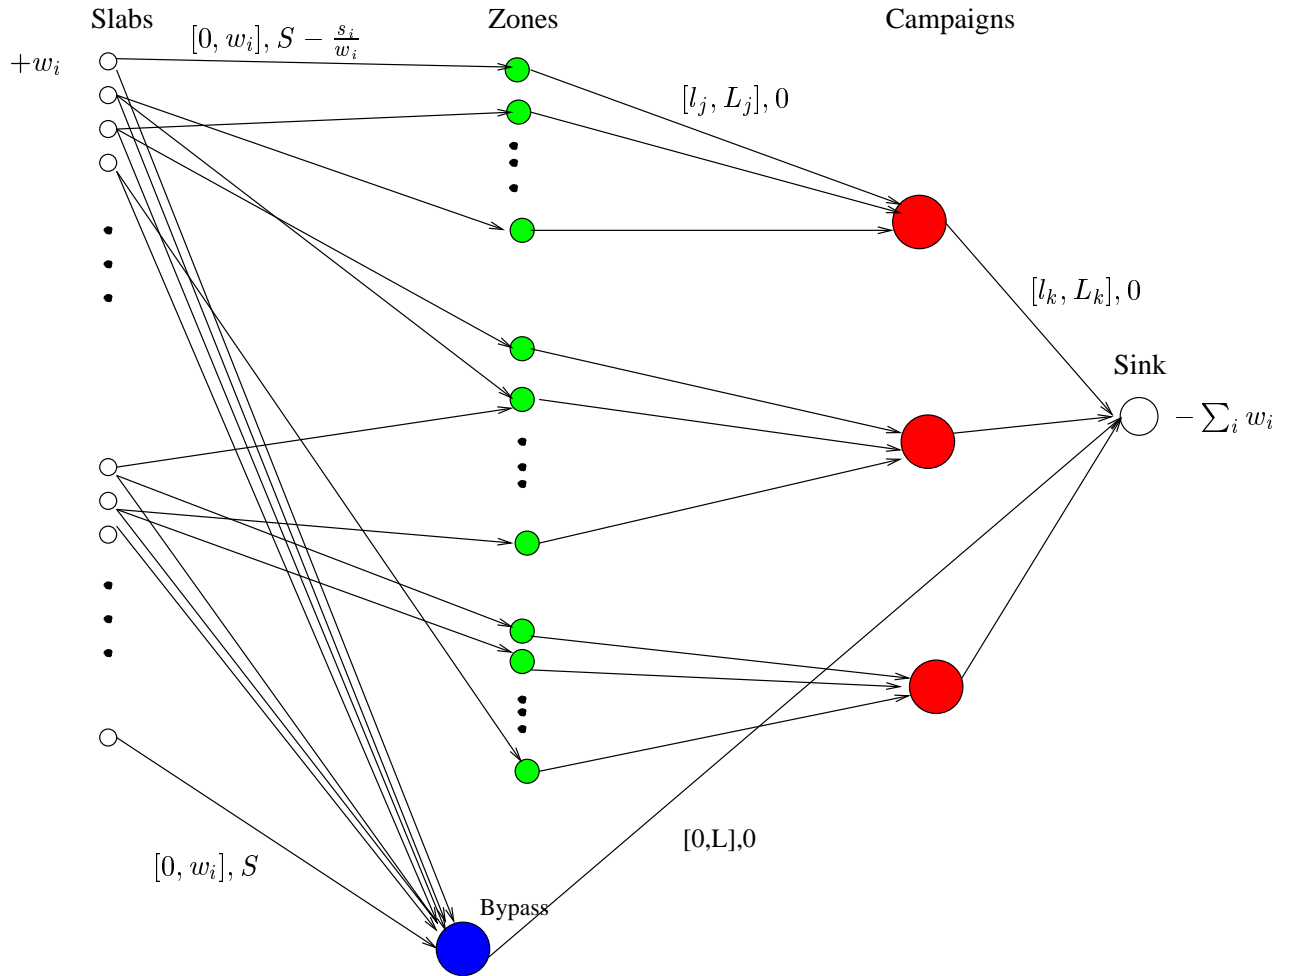 Slabs Zones Campaigns
+w_i
[0, w_i], S − s_i/w_i
[l_j, L_j], 0
[l_k, L_k], 0
Sink
− ∑_i w_i
[0,L],0
[0, w_i], S
Bypass